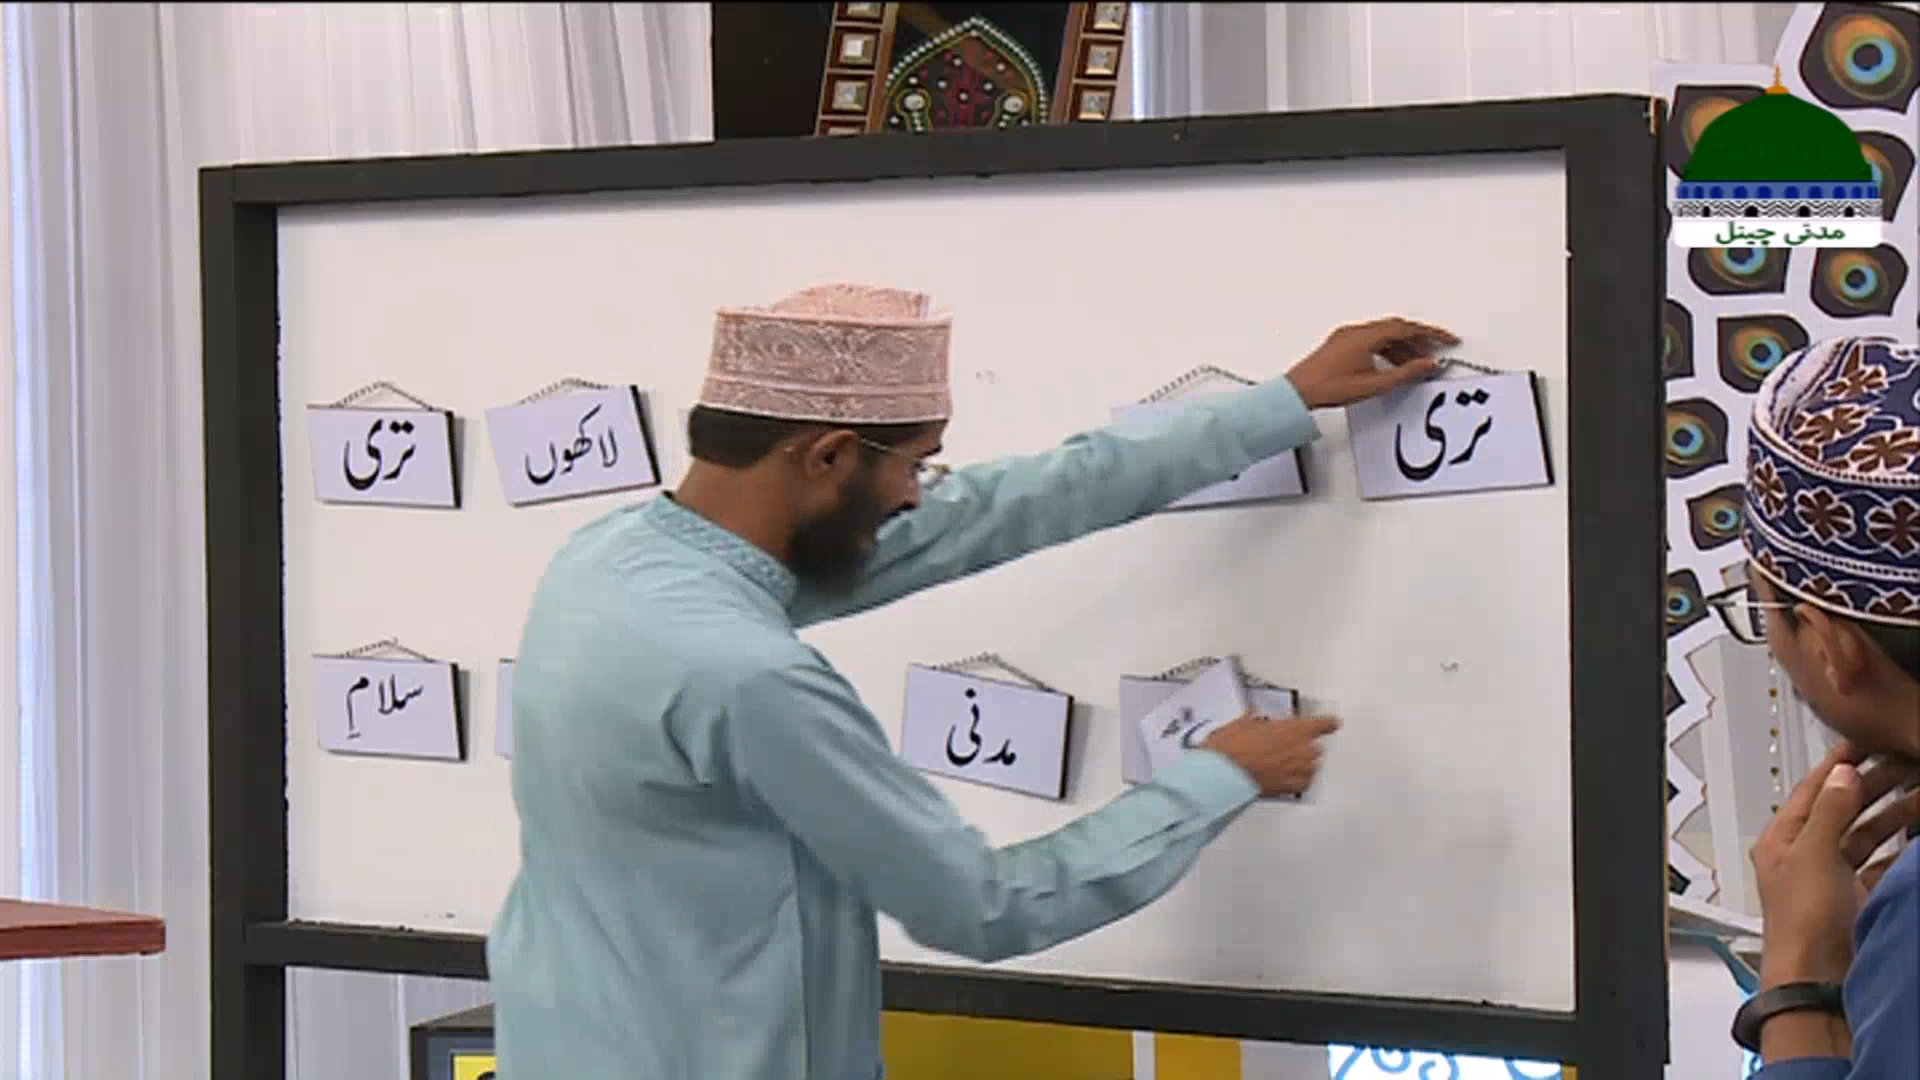 مدنی چینل
تری
لاکھوں
تری
مدنی
سلامِ